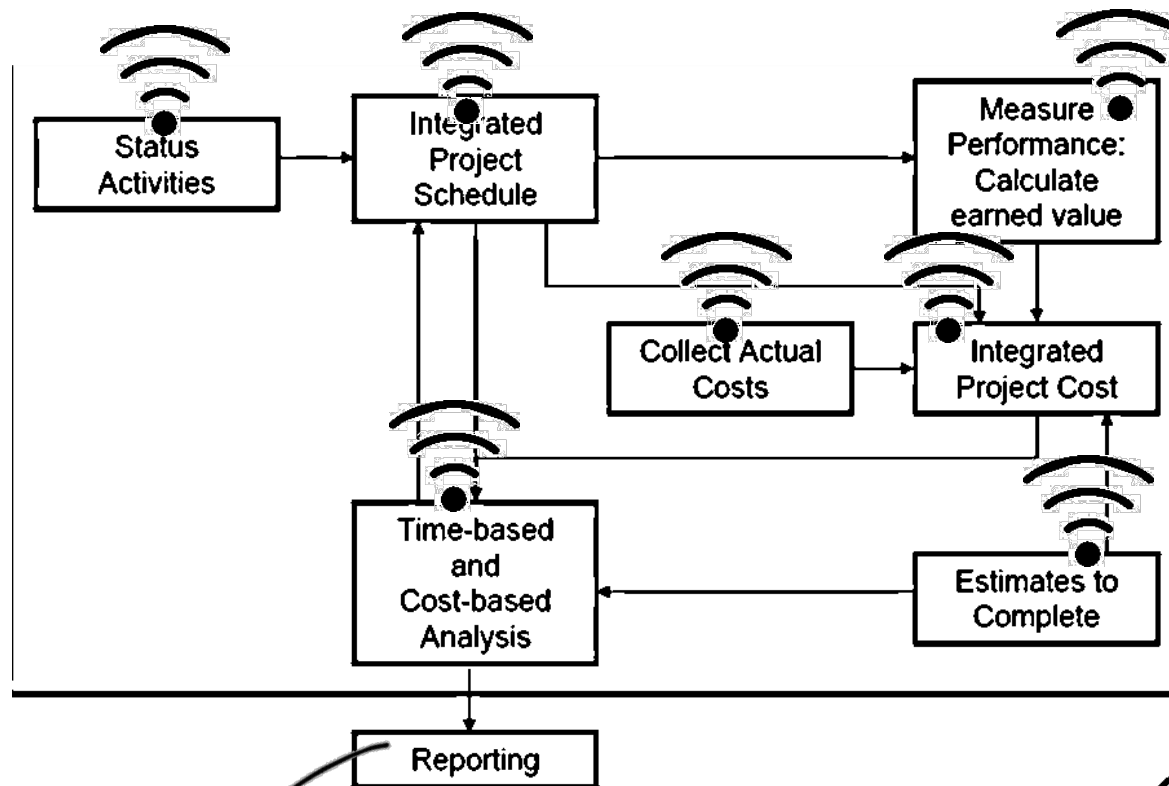 Status
Activities
Integrated
Project
Schedule
Measure
Performance:
Calculate
earned value
Collect Actual
Costs
Integrated
Project Cost
Time-based
and
Cost-based
Analysis
Estimates to
Complete
Reporting